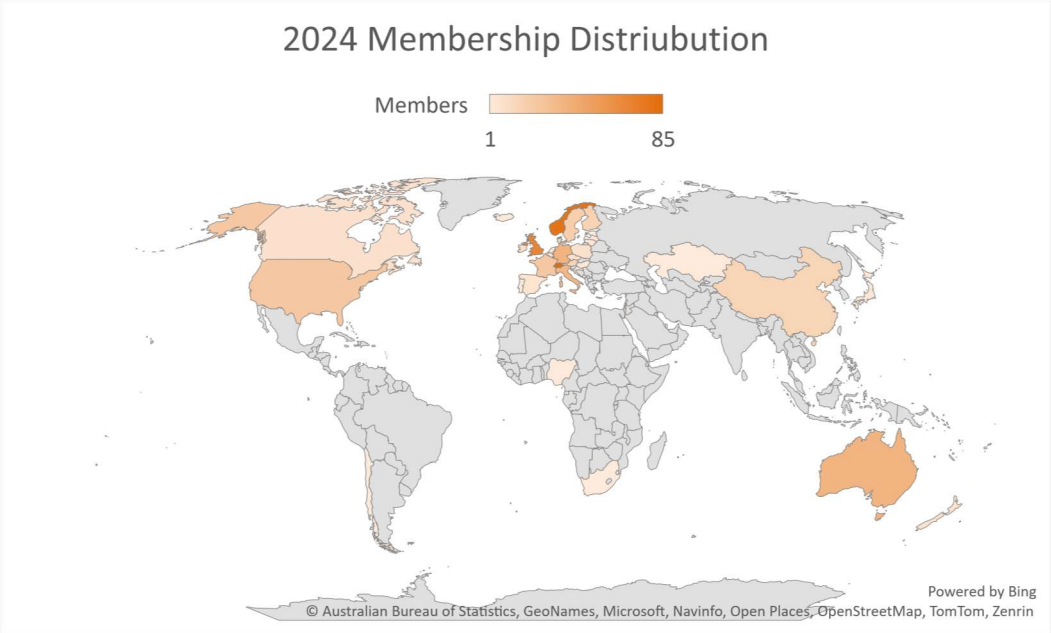 2024 Membership Distriubution
Members
1 85
Powered by Bing
© Australian Bureau of Statistics, GeoNames, Microsoft, Navinfo, Open Places, OpenStreetMap, TomTom, Zenrin